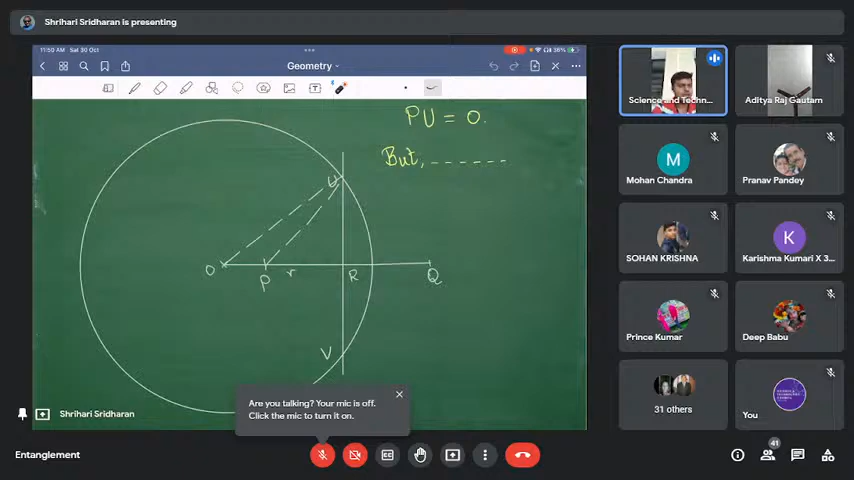 Shrihari Sridharan is presenting
11:50 AM Sat 30 Oct
38%
Geometry
PU = 0.
But, ------
U
O
P
r
R
Q
V
Science and Techn...
Aditya Raj Gautam
M
Mohan Chandra
Pranav Pandey
SOHAN KRISHNA
K
Karishma Kumari X 3...
Prince Kumar
Deep Babu
31 others
You
Are you talking? Your mic is off.
Click the mic to turn it on.
Shrihari Sridharan
Entanglement
41